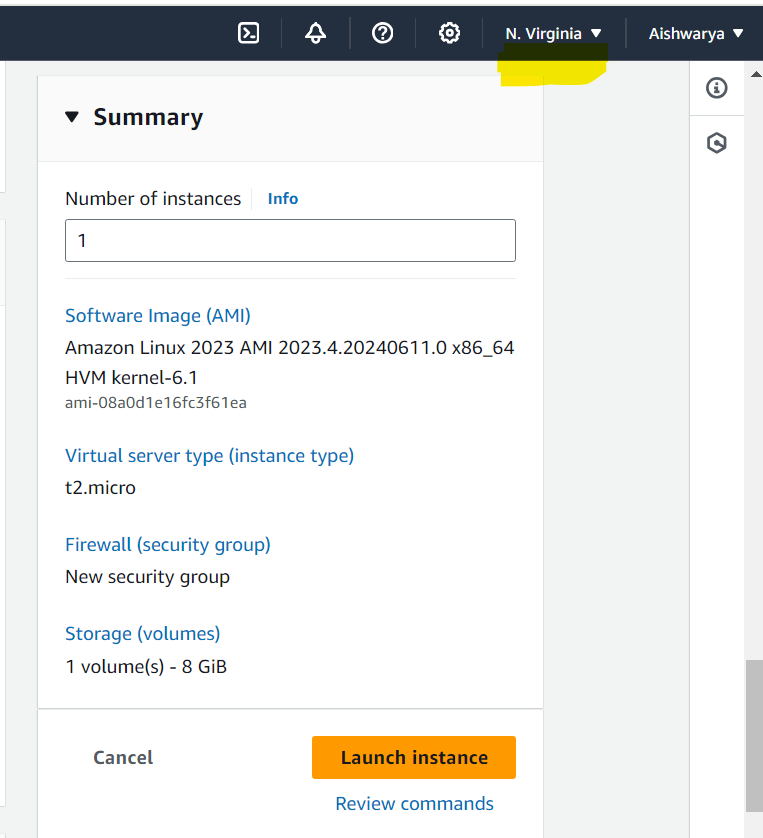 N. Virginia ▼ Aishwarya ▼
▼ Summary
Number of instances Info
1
Software Image (AMI)
Amazon Linux 2023 AMI 2023.4.20240611.0 x86_64
HVM kernel-6.1
ami-08a0d1e16fc3f61ea
Virtual server type (instance type)
t2.micro
Firewall (security group)
New security group
Storage (volumes)
1 volume(s) - 8 GiB
Cancel Launch instance
Review commands